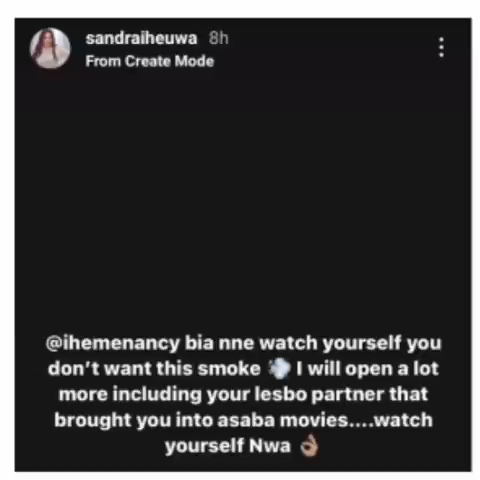 sandraiheuwa 8h
From Create Mode
@ihemenancy bia nne watch yourself you
don't want this smoke 💨 I will open a lot
more including your lesbo partner that
brought you into asaba movies....watch
yourself Nwa 👌🏽